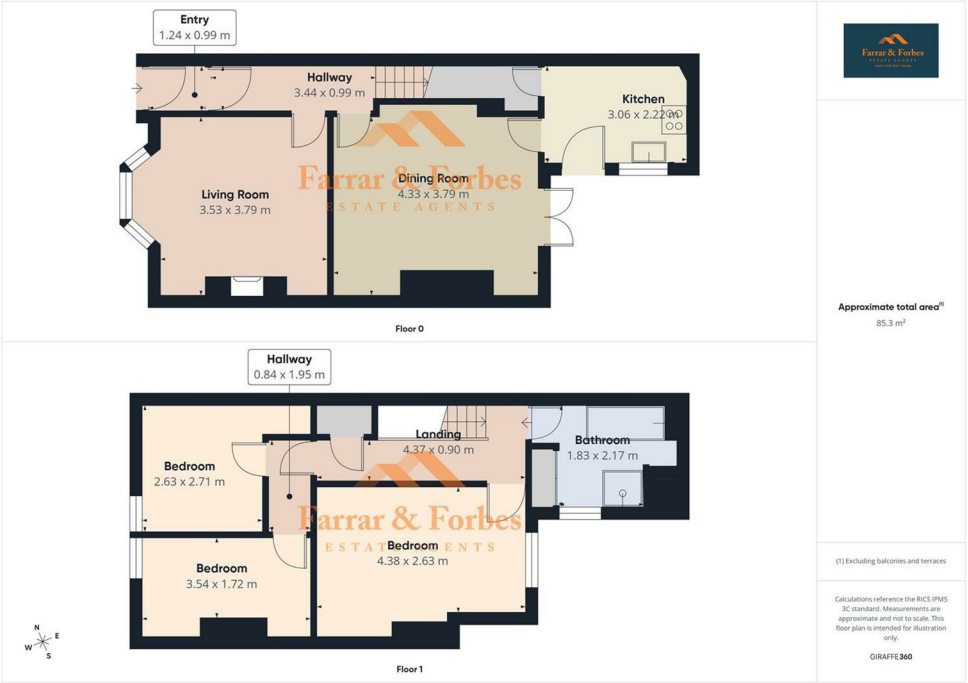 Entry
1.24 x 0.99 m
Hallway
3.44 x 0.99 m
Kitchen
3.06 x 2.22 m
Living Room
3.53 x 3.79 m
Farrar & Forbes
ESTATE AGENTS
Dining Room
4.33 x 3.79 m
Floor 0
Hallway
0.84 x 1.95 m
Landing
4.37 x 0.90 m
Bathroom
1.83 x 2.17 m
Bedroom
2.63 x 2.71 m
Farrar & Forbes
ESTATE AGENTS
Bedroom
4.38 x 2.63 m
Bedroom
3.54 x 1.72 m
N
E
W
S
Floor 1
Farrar & Forbes
ESTATE AGENTS
Approximate total area(1)
85.3 m²
(1) Excluding balconies and terraces
Calculations reference the RICS IPMS
3C standard. Measurements are
approximate and not to scale. This
floor plan is intended for illustration
only.
GIRAFFE360